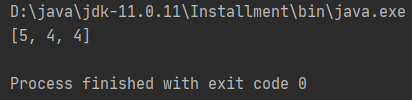 D:\java\jdk-11.0.11\Installment\bin\java.exe
[5, 4, 4]
Process finished with exit code 0